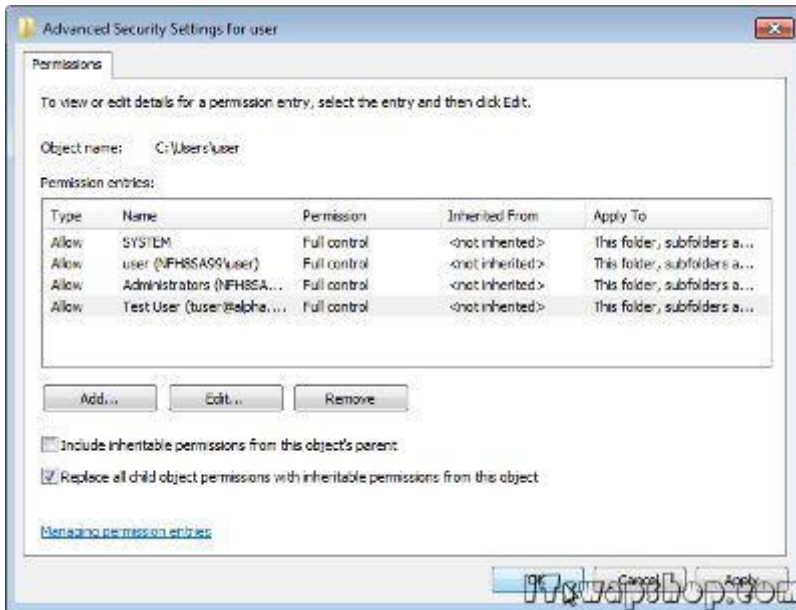 Advanced Security Settings for user
Permissions
To view or edit details for a permission entry, select the entry and then click Edit.
Object name: C:\Users\user
Permission entries:
Type Name Permission Inherited From Apply To
Allow SYSTEM Full control <not inherited> This folder, subfolders a...
Allow user (NFH8SA99\user) Full control <not inherited> This folder, subfolders a...
Allow Administrators (NFH8SA... Full control <not inherited> This folder, subfolders a...
Allow Test User (tuser@alpha.... Full control <not inherited> This folder, subfolders a...
Add... Edit... Remove
Include inheritable permissions from this object's parent
Replace all child object permissions with inheritable permissions from this object
Managing permission entries
OK Cancel Apply